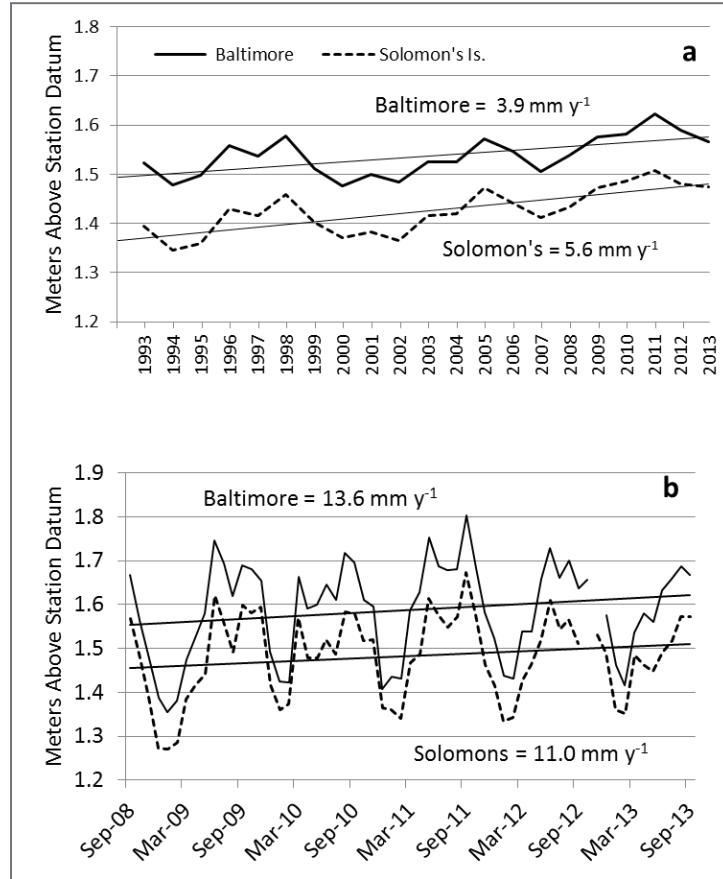 1.8
Baltimore
Solomon's Is.
a
1.7
Baltimore = 3.9 mm y-1
1.6
1.5
1.4
Solomon's = 5.6 mm y-1
1.3
1.2
Meters Above Station Datum
1993
1994
1995
1996
1997
1998
1999
2000
2001
2002
2003
2004
2005
2006
2007
2008
2009
2010
2011
2012
2013
1.9
b
Baltimore = 13.6 mm y-1
1.8
1.7
1.6
1.5
1.4
1.3
Solomons = 11.0 mm y-1
1.2
Meters Above Station Datum
Sep-08
Mar-09
Sep-09
Mar-10
Sep-10
Mar-11
Sep-11
Mar-12
Sep-12
Mar-13
Sep-13